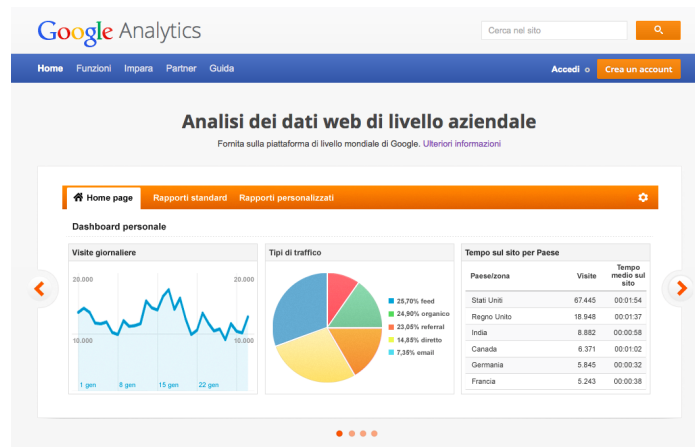 Google Analytics
Cerca nel sito
Home Funzioni Impara Partner Guida
Accedi o Crea un account
Analisi dei dati web di livello aziendale
Fornita sulla piattaforma di livello mondiale di Google. Ulteriori informazioni
Home page Rapporti standard Rapporti personalizzati
Dashboard personale
Visite giornaliere
20.000 20.000
10.000 10.000
1 gen 8 gen 15 gen 22 gen
Tipi di traffico
25,70% feed
24,90% organico
23,05% referral
14,85% diretto
7,35% email
Tempo sul sito per Paese
Paese/zona Visite Tempo medio sul sito
Stati Uniti 67.445 00:01:54
Regno Unito 18.948 00:01:37
India 8.882 00:00:58
Canada 6.371 00:01:02
Germania 5.845 00:00:32
Francia 5.243 00:00:38